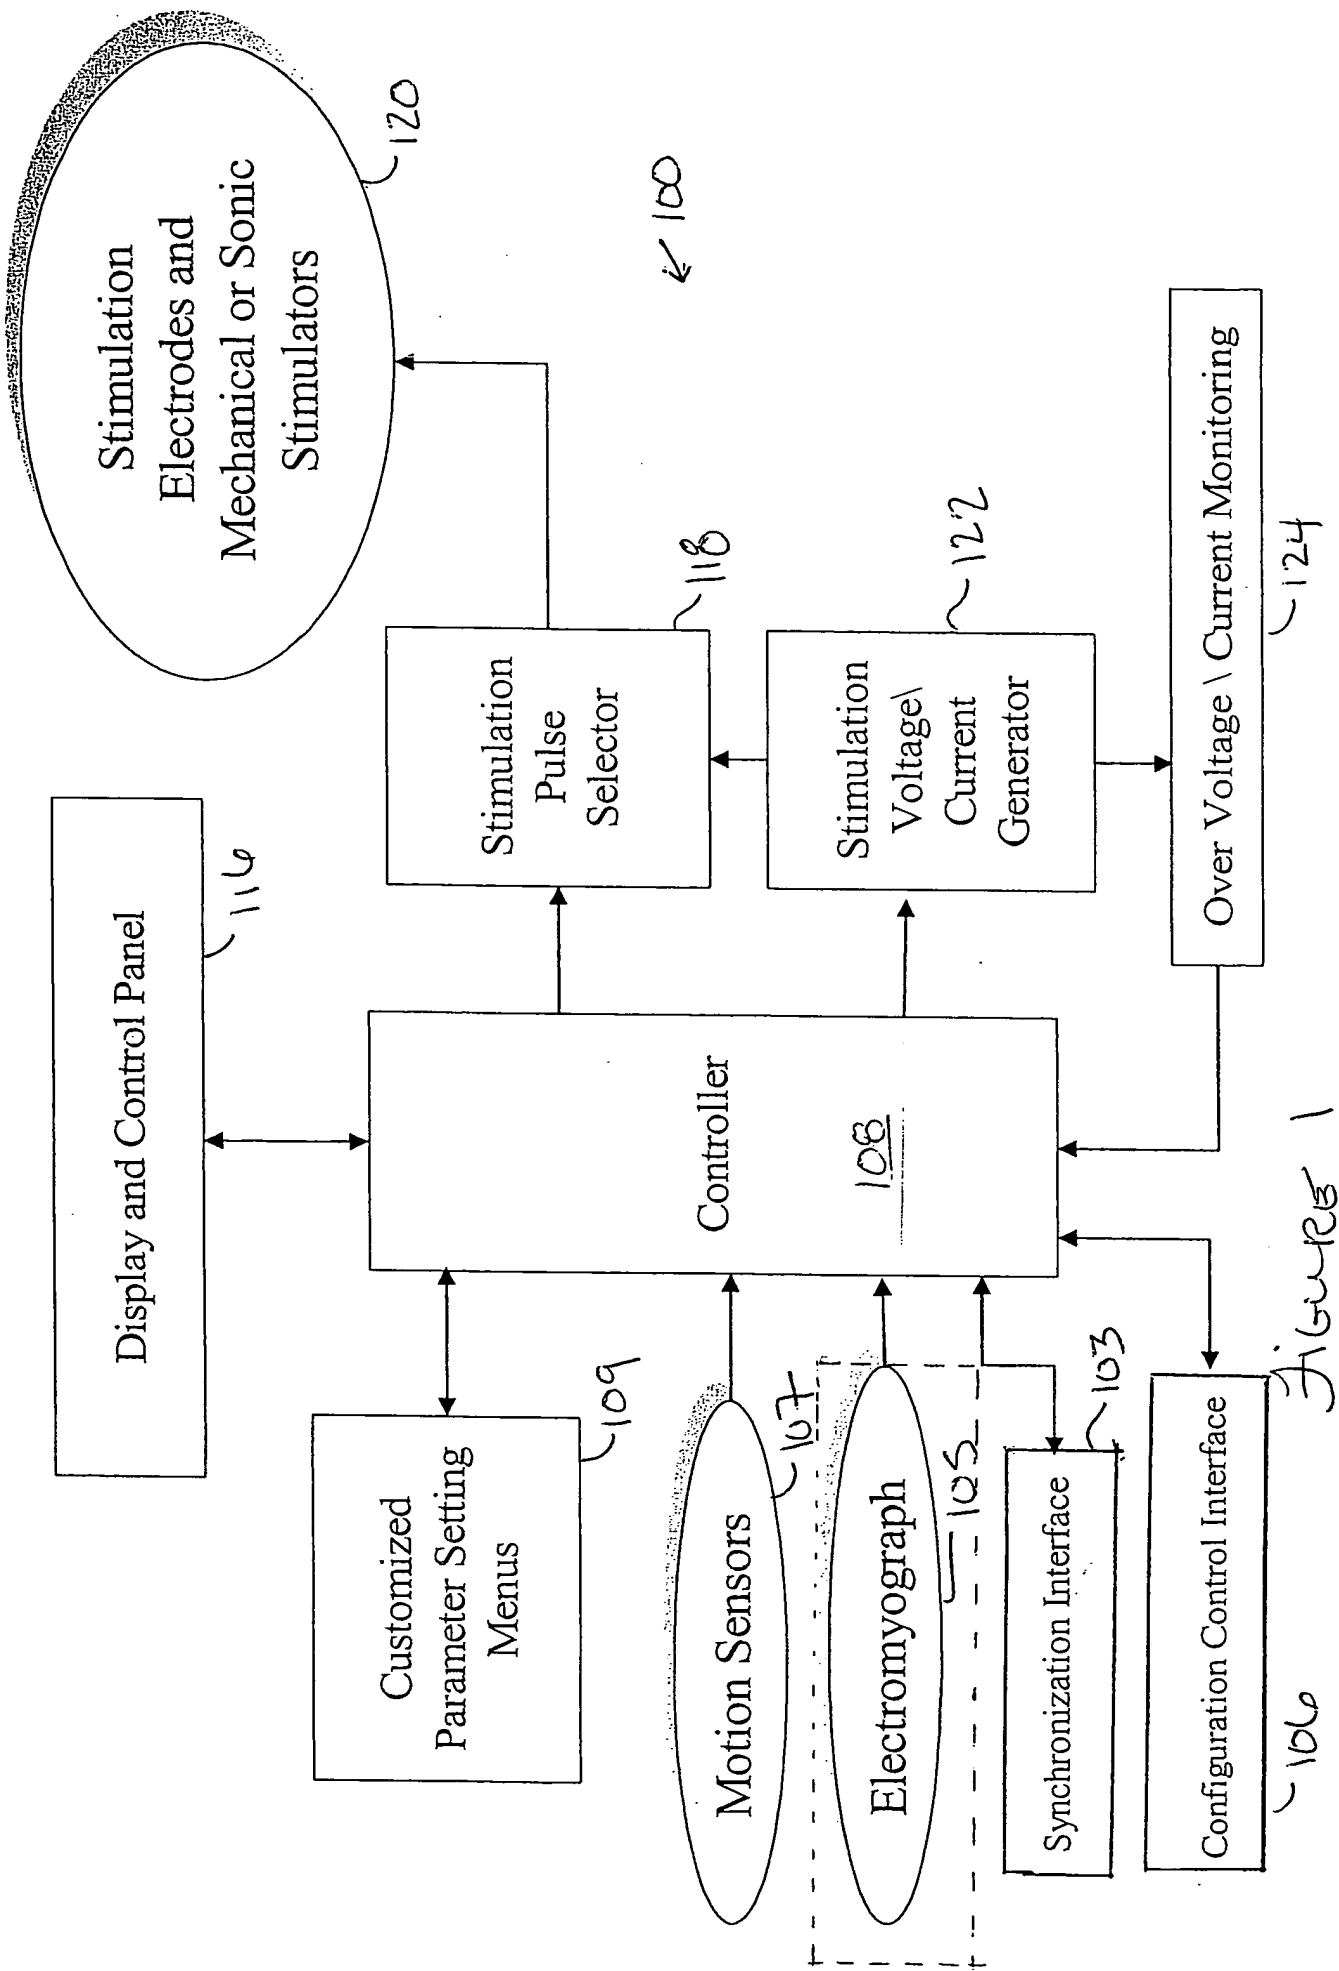 Display and Control Panel
116
Stimulation
Electrodes and
Mechanical or Sonic
Stimulators
120
100
Customized
Parameter Setting
Menus
109
Motion Sensors
107
Electromyograph
105
Synchronization Interface
103
Configuration Control Interface
106
Controller
108
Stimulation
Pulse
Selector
118
Stimulation
Voltage\
Current
Generator
122
Over Voltage \ Current Monitoring
124
FIGURE 1